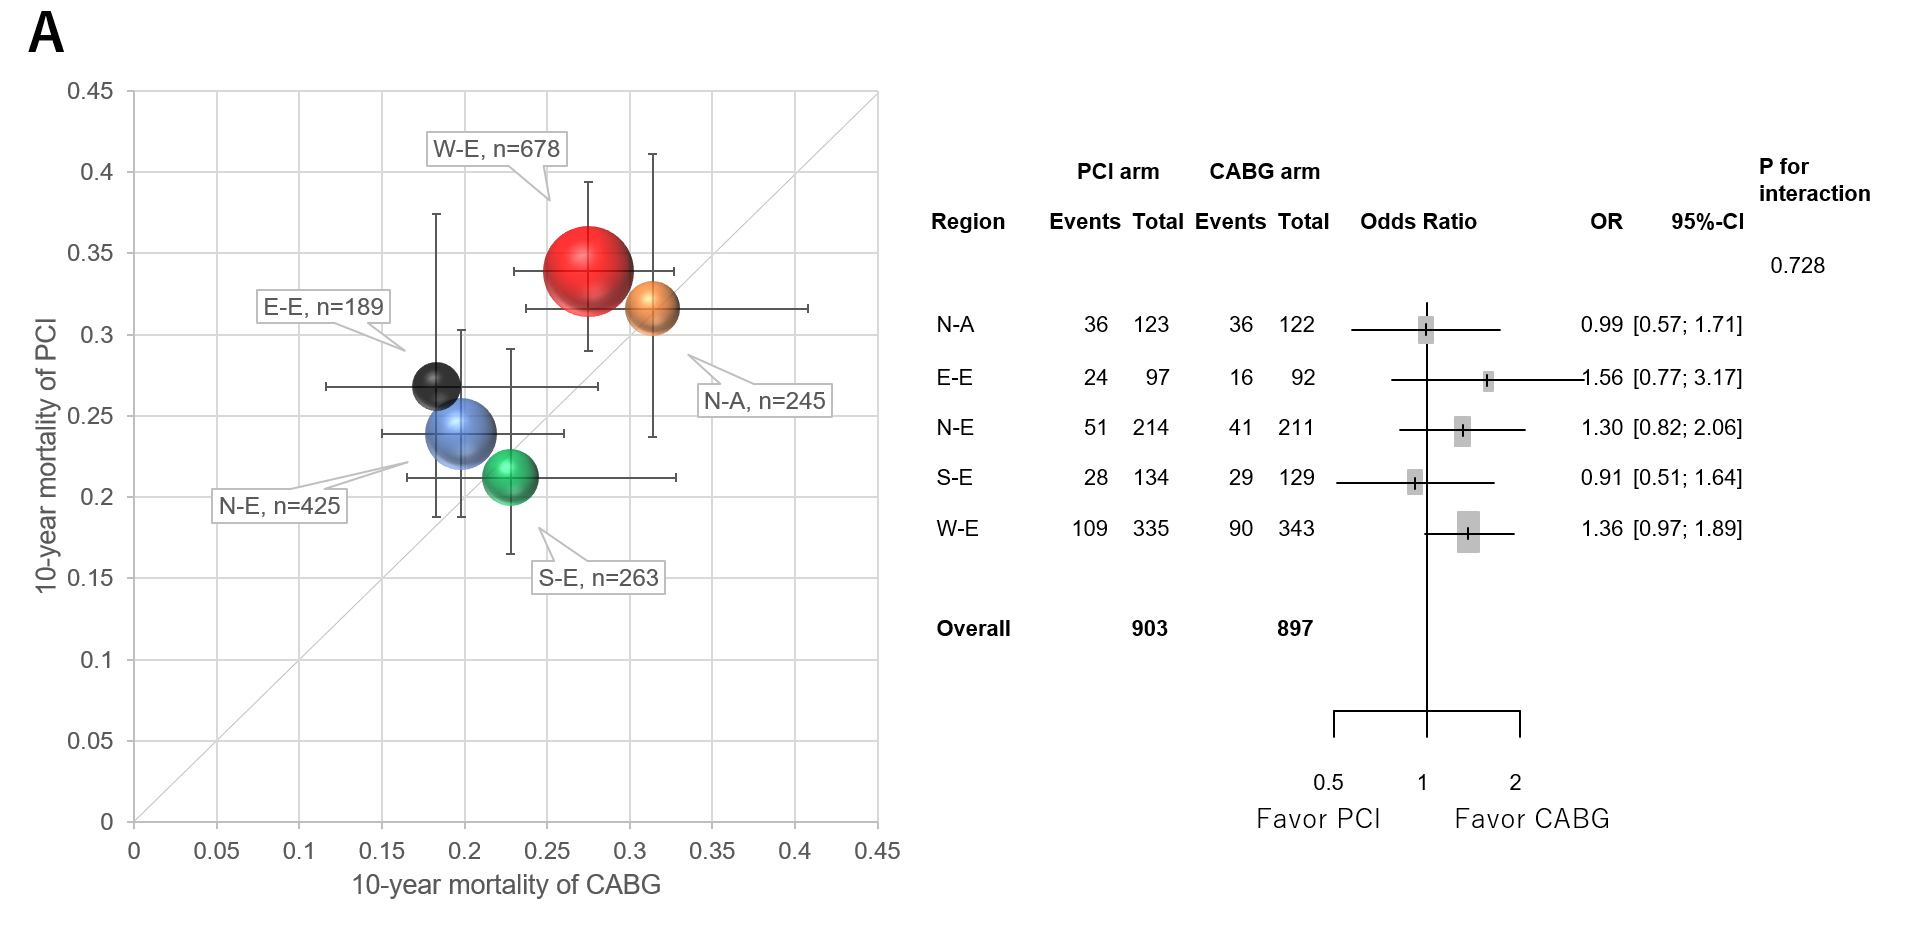 A
0.45
0.4
0.35
0.3
0.25
0.2
0.15
0.1
0.05
0
0
0.05
0.1
0.15
0.2
0.25
0.3
0.35
0.4
0.45
10-year mortality of PCI
10-year mortality of CABG
W-E, n=678
E-E, n=189
N-A, n=245
N-E, n=425
S-E, n=263
PCI arm CABG arm P for interaction
Region Events Total Events Total Odds Ratio OR 95%-CI
0.728
N-A 36 123 36 122 0.99 [0.57; 1.71]
E-E 24 97 16 92 1.56 [0.77; 3.17]
N-E 51 214 41 211 1.30 [0.82; 2.06]
S-E 28 134 29 129 0.91 [0.51; 1.64]
W-E 109 335 90 343 1.36 [0.97; 1.89]
Overall 903 897
0.5 1 2
Favor PCI Favor CABG